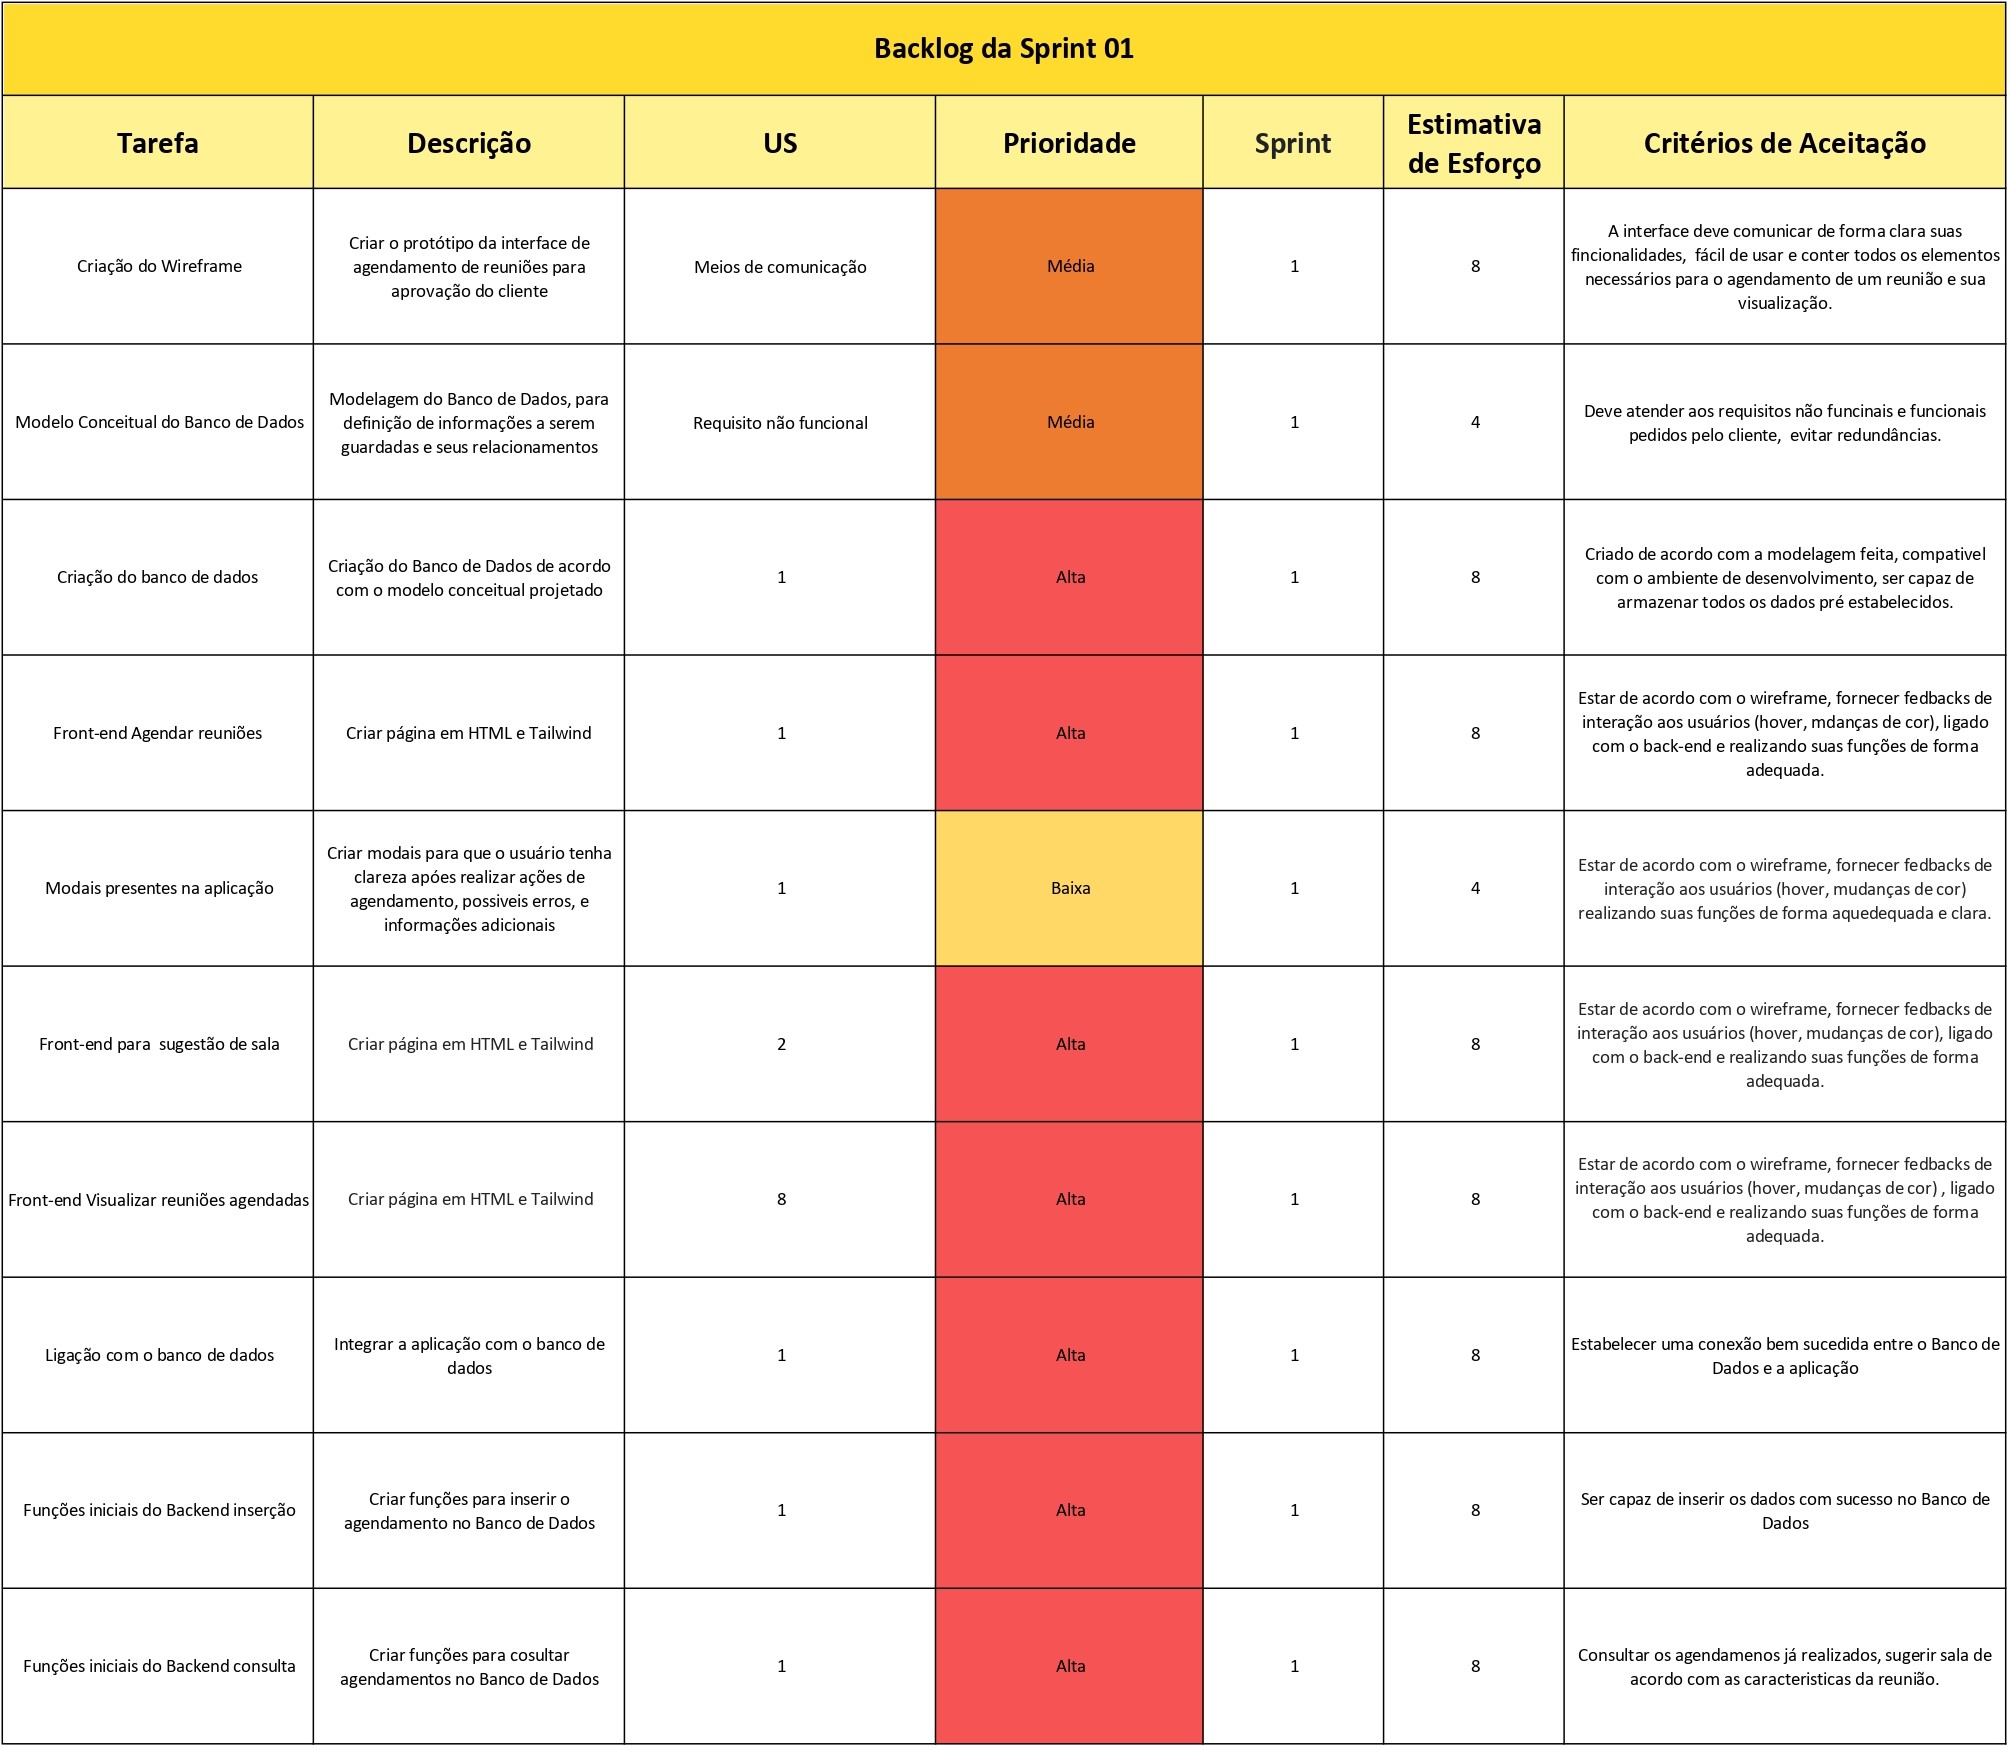 Backlog da Sprint 01
Tarefa
Descrição
US
Prioridade
Sprint
Estimativa
de Esforço
Critérios de Aceitação
Criação do Wireframe
Criar o protótipo da interface de
agendamento de reuniões para
aprovação do cliente
Meios de comunicação
Média
1
8
A interface deve comunicar de forma clara suas
fincionalidades,  fácil de usar e conter todos os elementos
necessários para o agendamento de um reunião e sua
visualização.
Modelo Conceitual do Banco de Dados
Modelagem do Banco de Dados, para
definição de informações a serem
guardadas e seus relacionamentos
Requisito não funcional
Média
1
4
Deve atender aos requisitos não funcinais e funcionais
pedidos pelo cliente,  evitar redundâncias.
Criação do banco de dados
Criação do Banco de Dados de acordo
com o modelo conceitual projetado
1
Alta
1
8
Criado de acordo com a modelagem feita, compativel
com o ambiente de desenvolvimento, ser capaz de
armazenar todos os dados pré estabelecidos.
Front-end Agendar reuniões
Criar página em HTML e Tailwind
1
Alta
1
8
Estar de acordo com o wireframe, fornecer fedbacks de
interação aos usuários (hover, mdanças de cor), ligado
com o back-end e realizando suas funções de forma
adequada.
Modais presentes na aplicação
Criar modais para que o usuário tenha
clareza apóes realizar ações de
agendamento, possiveis erros, e
informações adicionais
1
Baixa
1
4
Estar de acordo com o wireframe, fornecer fedbacks de
interação aos usuários (hover, mudanças de cor)
realizando suas funções de forma aquedequada e clara.
Front-end para  sugestão de sala
Criar página em HTML e Tailwind
2
Alta
1
8
Estar de acordo com o wireframe, fornecer fedbacks de
interação aos usuários (hover, mudanças de cor), ligado
com o back-end e realizando suas funções de forma
adequada.
Front-end Visualizar reuniões agendadas
Criar página em HTML e Tailwind
8
Alta
1
8
Estar de acordo com o wireframe, fornecer fedbacks de
interação aos usuários (hover, mudanças de cor) , ligado
com o back-end e realizando suas funções de forma
adequada.
Ligação com o banco de dados
Integrar a aplicação com o banco de
dados
1
Alta
1
8
Estabelecer uma conexão bem sucedida entre o Banco de
Dados e a aplicação
Funções iniciais do Backend inserção
Criar funções para inserir o
agendamento no Banco de Dados
1
Alta
1
8
Ser capaz de inserir os dados com sucesso no Banco de
Dados
Funções iniciais do Backend consulta
Criar funções para cosultar
agendamentos no Banco de Dados
1
Alta
1
8
Consultar os agendamenos já realizados, sugerir sala de
acordo com as caracteristicas da reunião.